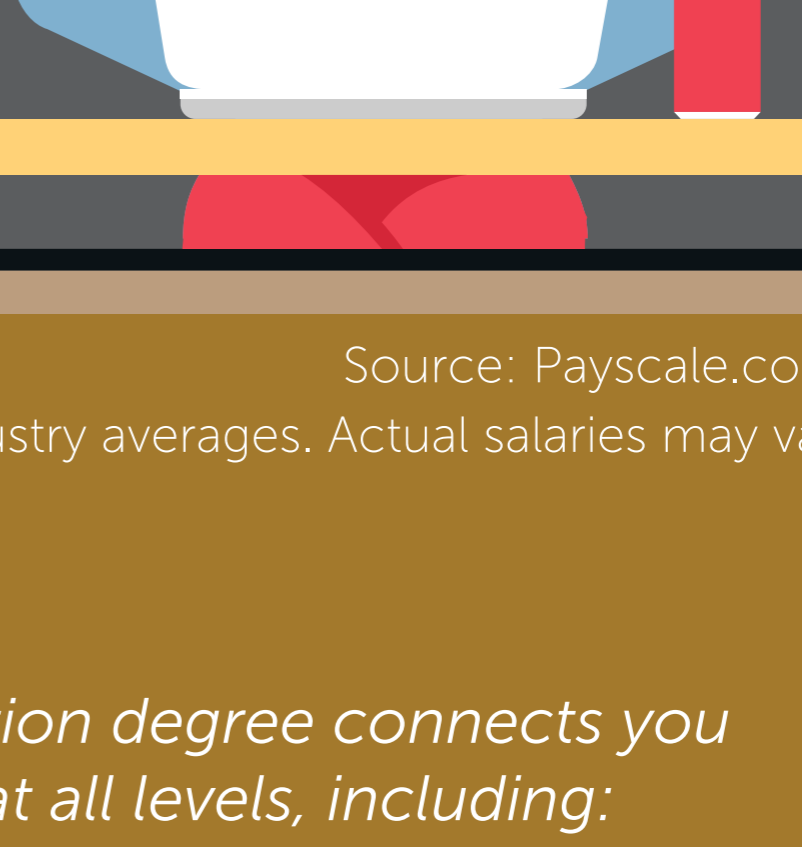 Source: Payscale.co
ustry averages. Actual salaries may va
ion degree connects you
at all levels, including: